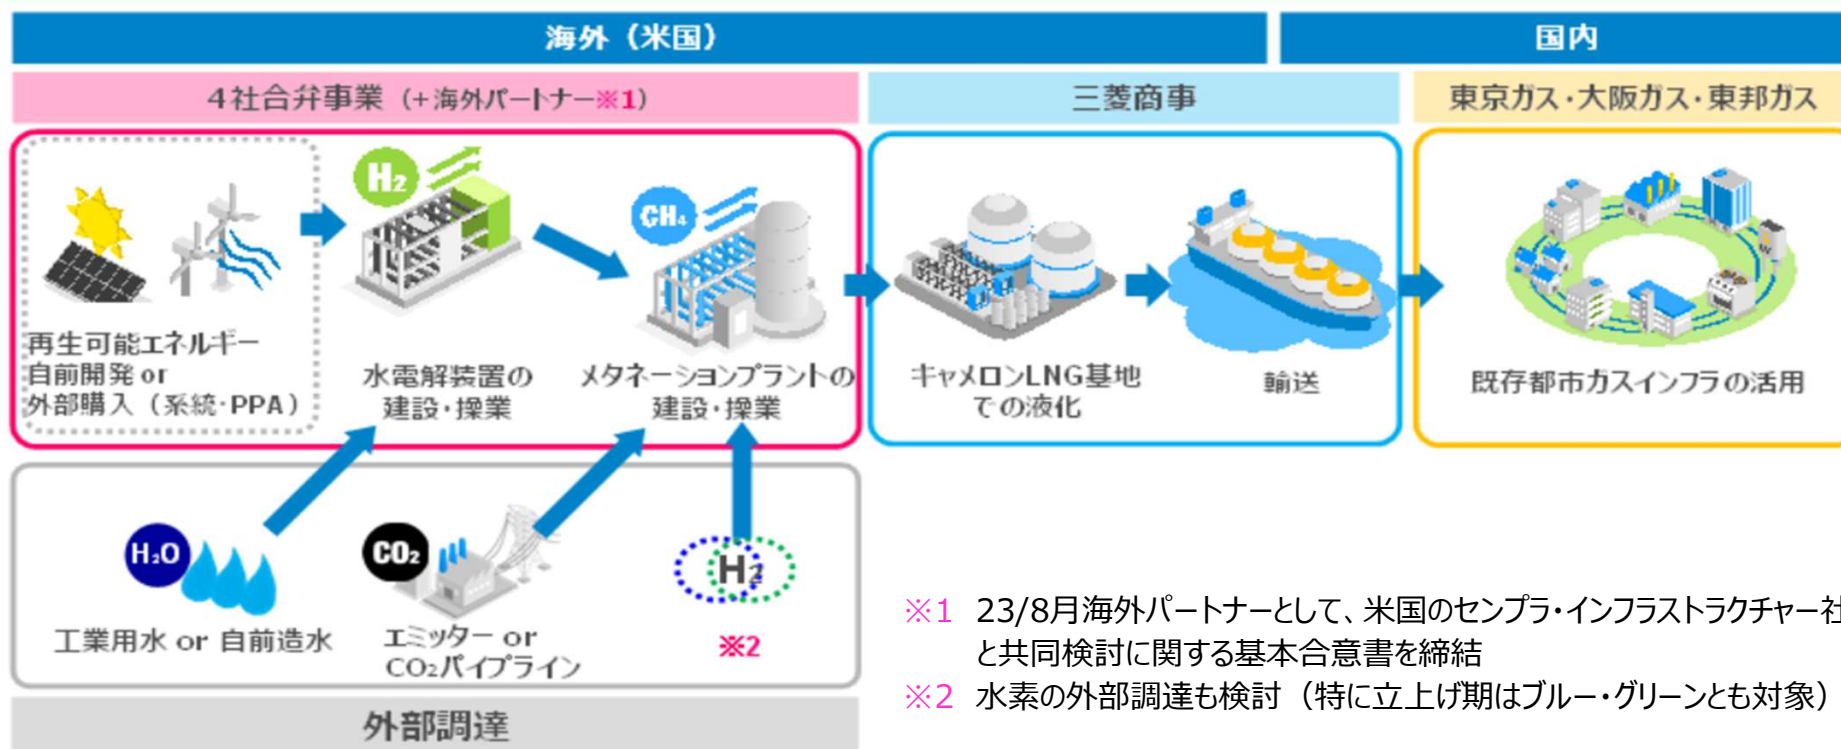 海外（米国）
国内
４社合弁事業（+海外パートナー※1）
三菱商事
東京ガス・大阪ガス・東邦ガス
H₂
CH₄
再生可能エネルギー
自前開発 or
外部購入（系統・PPA）
水電解装置の
建設・操業
メタネーションプラントの
建設・操業
キャメロンLNG基地
での液化
輸送
既存都市ガスインフラの活用
H₂O
CO₂
H₂
工業用水 or 自前造水
エミッター or
CO₂パイプライン
※2
外部調達
※1 23/8月海外パートナーとして、米国のセンプラ・インフラストラクチャー社
と共同検討に関する基本合意書を締結
※2 水素の外部調達も検討（特に立上げ期はブルー・グリーンとも対象）